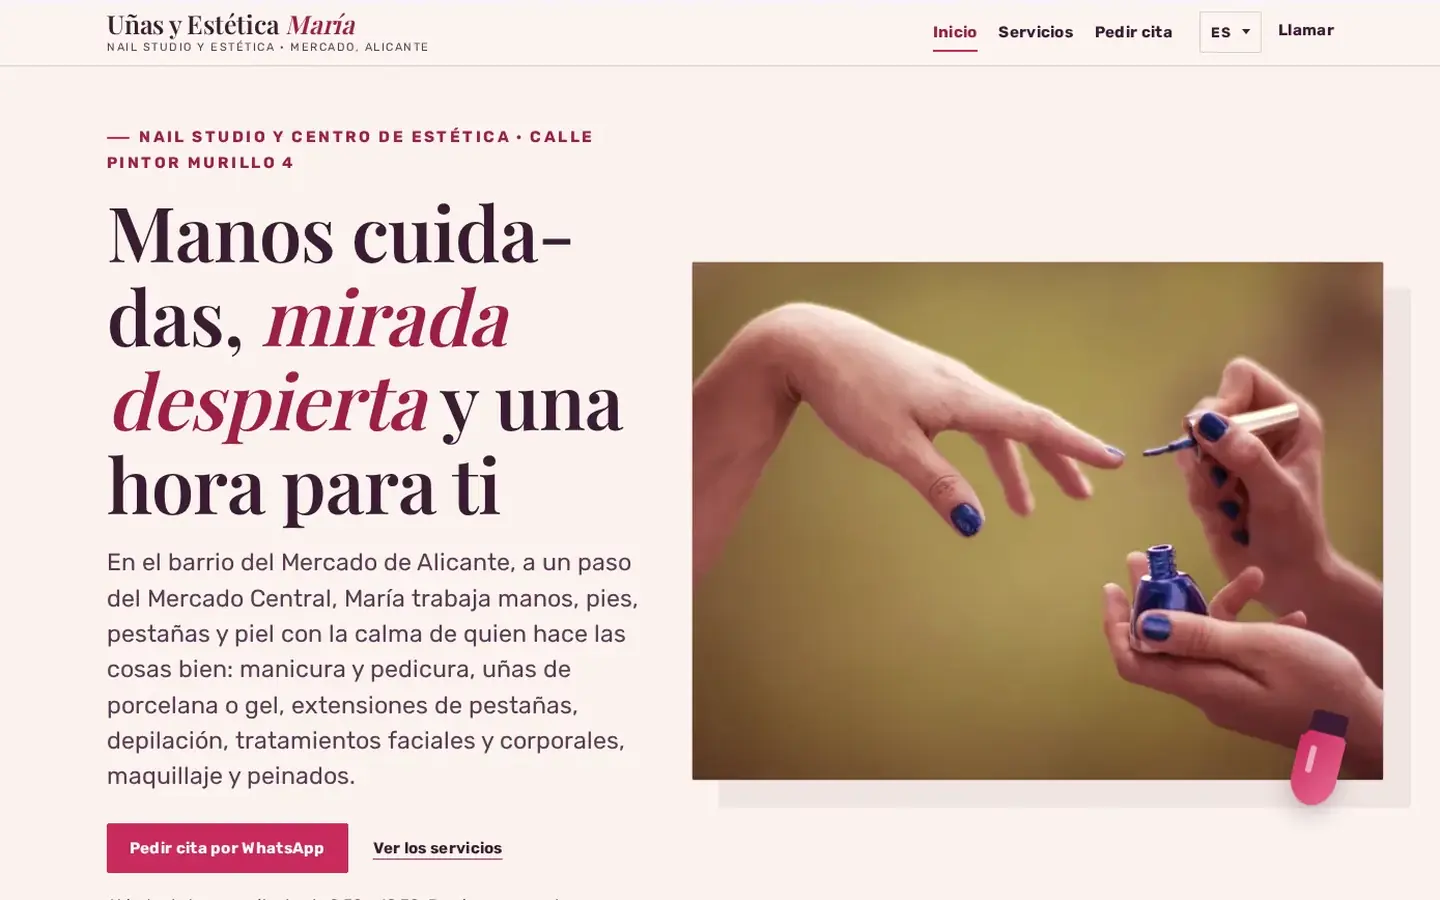 Uñas y Estética María
NAIL STUDIO Y ESTÉTICA • MERCADO, ALICANTE
Inicio
Servicios
Pedir cita
ES
Llamar
— NAIL STUDIO Y CENTRO DE ESTÉTICA • CALLE
PINTOR MURILLO 4
Manos cuida-
das, mirada
despierta y una
hora para ti
En el barrio del Mercado de Alicante, a un paso
del Mercado Central, María trabaja manos, pies,
pestañas y piel con la calma de quien hace las
cosas bien: manicura y pedicura, uñas de
porcelana o gel, extensiones de pestañas,
depilación, tratamientos faciales y corporales,
maquillaje y peinados.
Pedir cita por WhatsApp
Ver los servicios